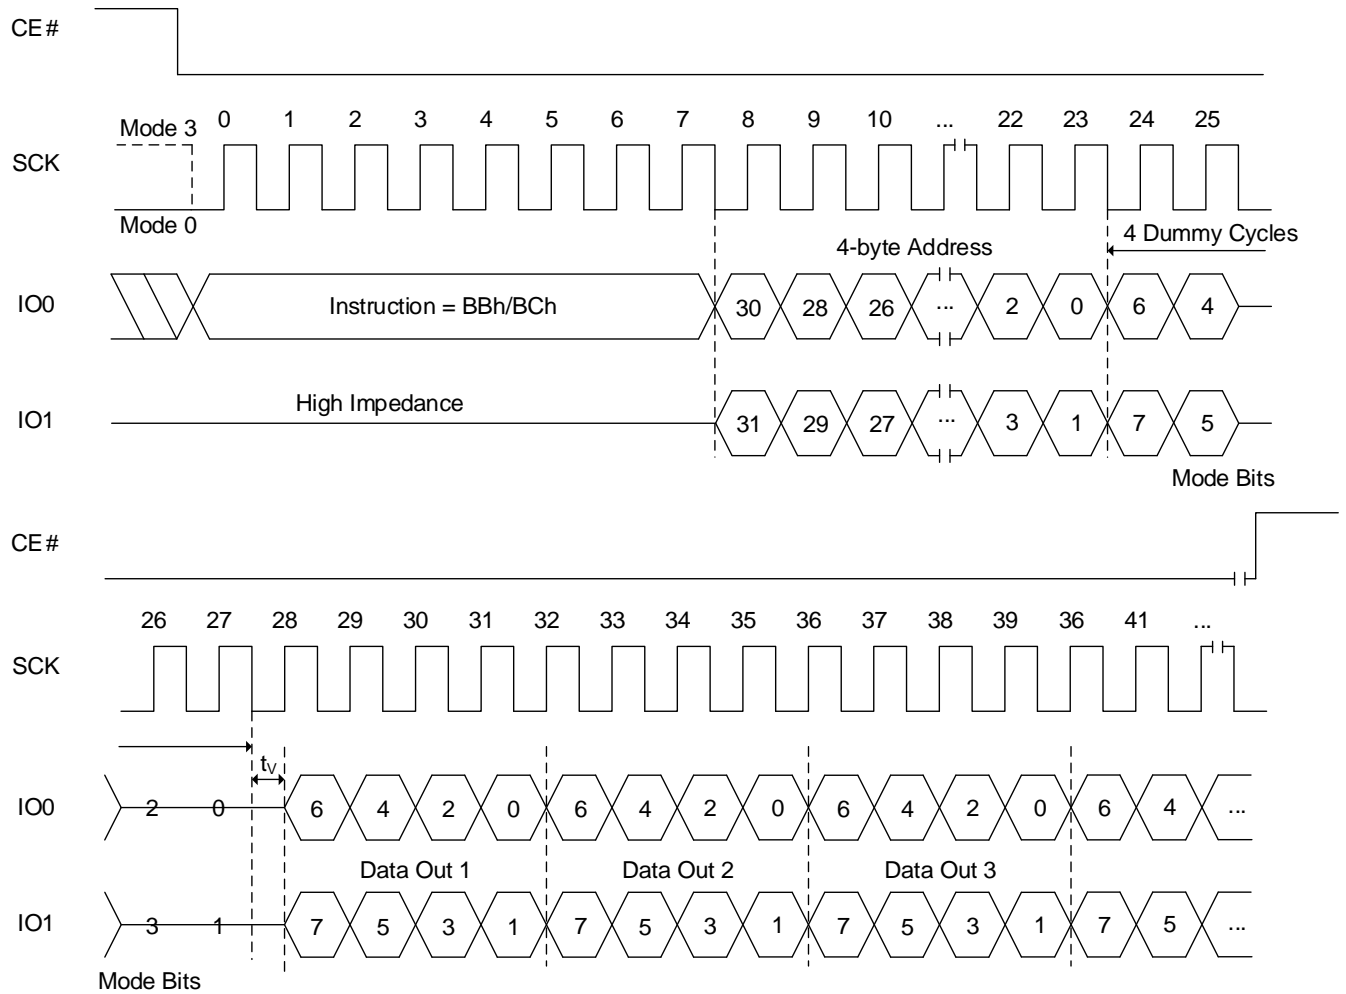 CE#
Mode 3 0 1 2 3 4 5 6 7 8 9 10 ... 22 23 24 25
SCK
Mode 0
4-byte Address 4 Dummy Cycles
IO0 Instruction = BBh/BCh 30 28 26 ... 2 0 6 4
High Impedance
IO1 31 29 27 ... 3 1 7 5
Mode Bits
CE#
26 27 28 29 30 31 32 33 34 35 36 37 38 39 36 41 ...
SCK
tV
IO0 2 0 6 4 2 0 6 4 2 0 6 4 2 0 6 4 ...
Data Out 1 Data Out 2 Data Out 3
IO1 3 1 7 5 3 1 7 5 3 1 7 5 3 1 7 5 ...
Mode Bits